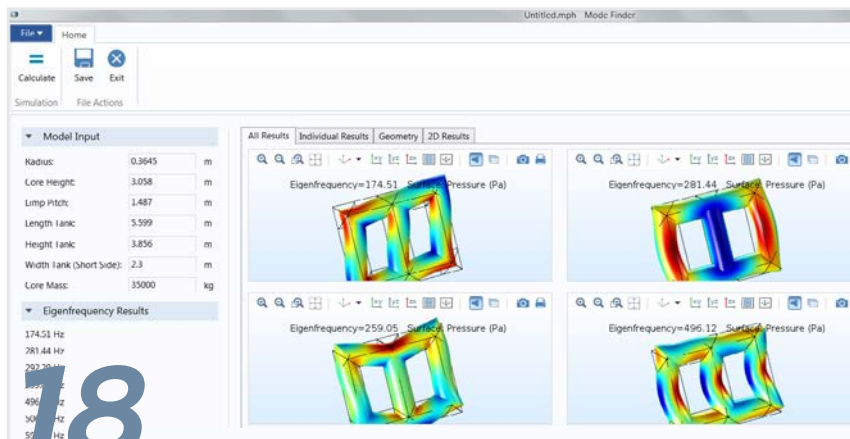 Untitled.mph Mode Finder
File Home
Calculate Save Exit
Simulation File Actions
Model Input
Radius: 0.3645 m
Core Height: 3.058 m
Limp Pitch: 1.487 m
Length Tank: 5.599 m
Height Tank: 3.856 m
Width Tank (Short Side): 2.3 m
Core Mass: 35000 kg
Eigenfrequency Results
174.51 Hz
281.44 Hz
Hz
18
All Results Individual Results Geometry 2D Results
Eigenfrequency=174.51 Surface: Pressure (Pa)
Eigenfrequency=281.44 Surface: Pressure (Pa)
Eigenfrequency=259.05 Surface: Pressure (Pa)
Eigenfrequency=496.12 Surface: Pressure (Pa)